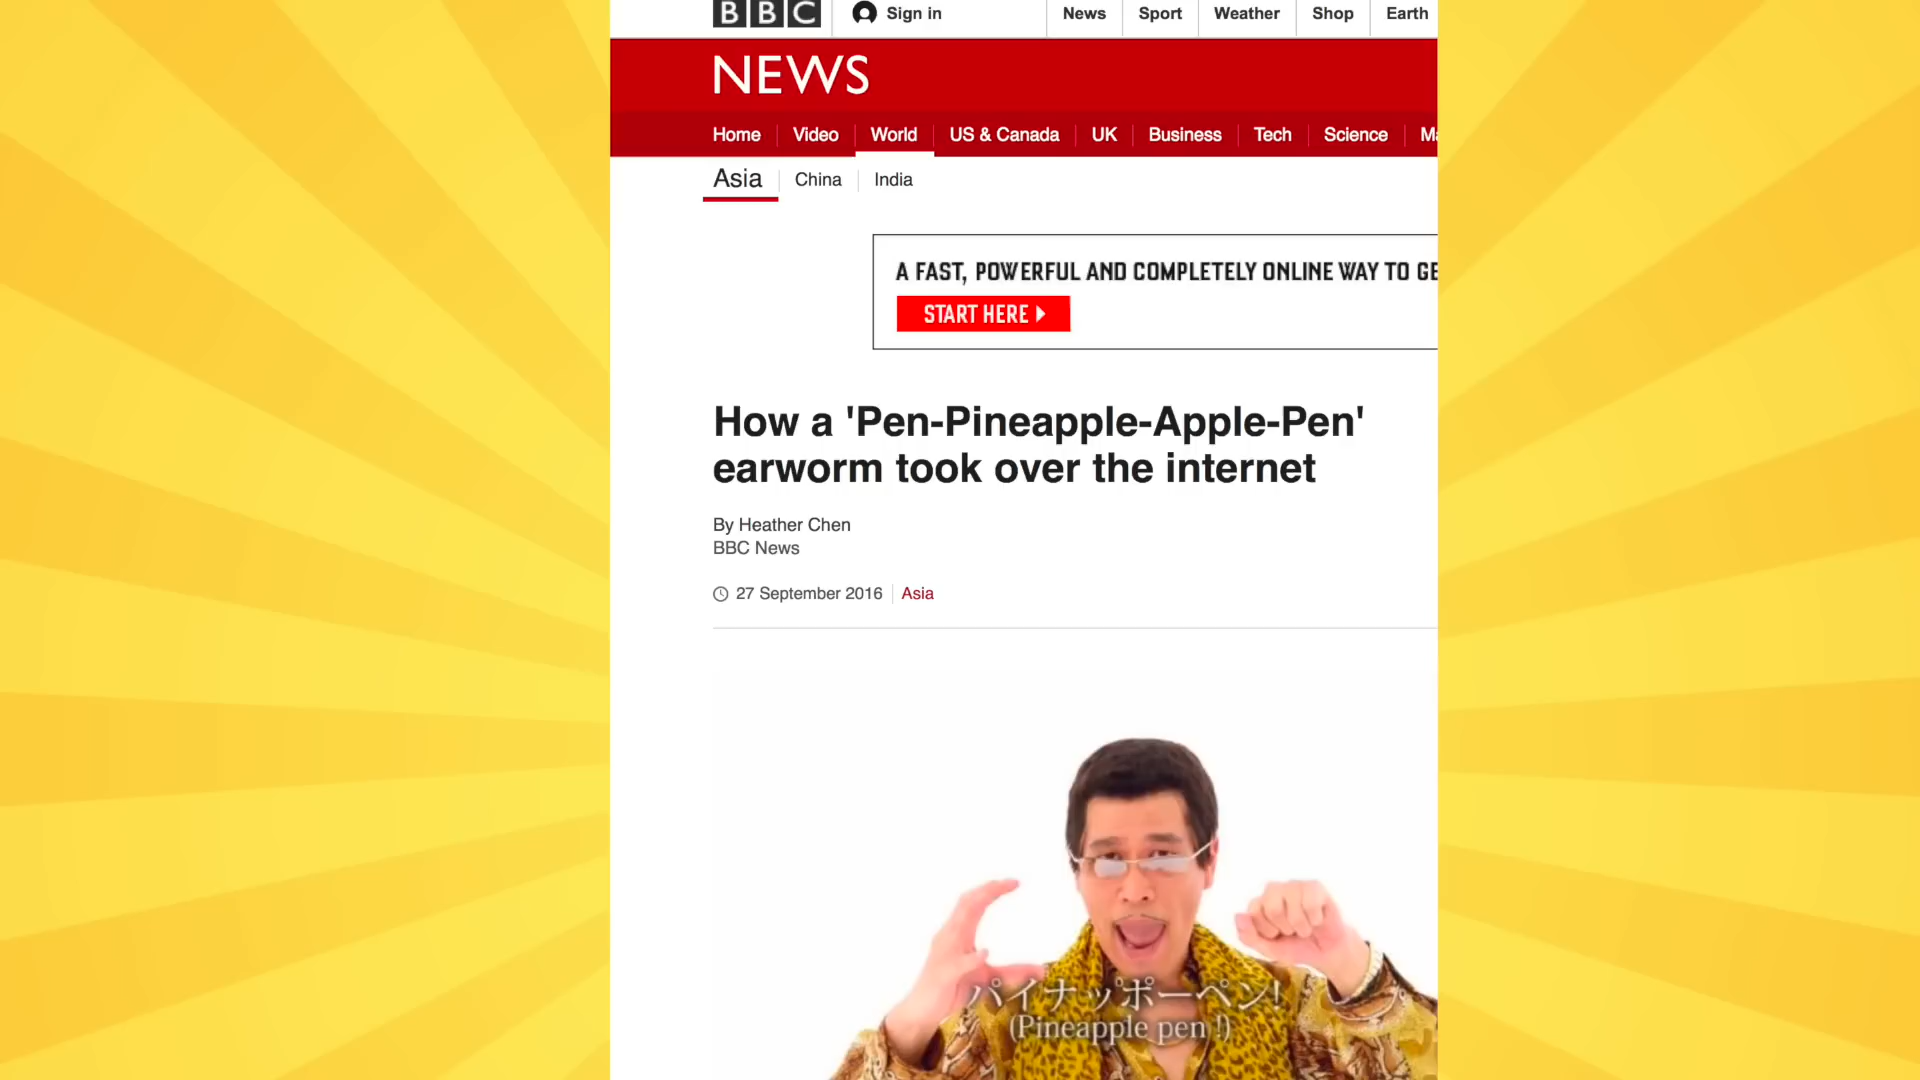 BBC
Sign in
News
Sport
Weather
Shop
Earth
NEWS
Home
Video
World
US & Canada
UK
Business
Tech
Science
Asia
China
India
A FAST, POWERFUL AND COMPLETELY ONLINE WAY TO
START HERE
How a 'Pen-Pineapple-Apple-Pen'
earworm took over the internet
By Heather Chen
BBC News
27 September 2016
Asia
パイナッポーペン!
(Pineapple pen !)